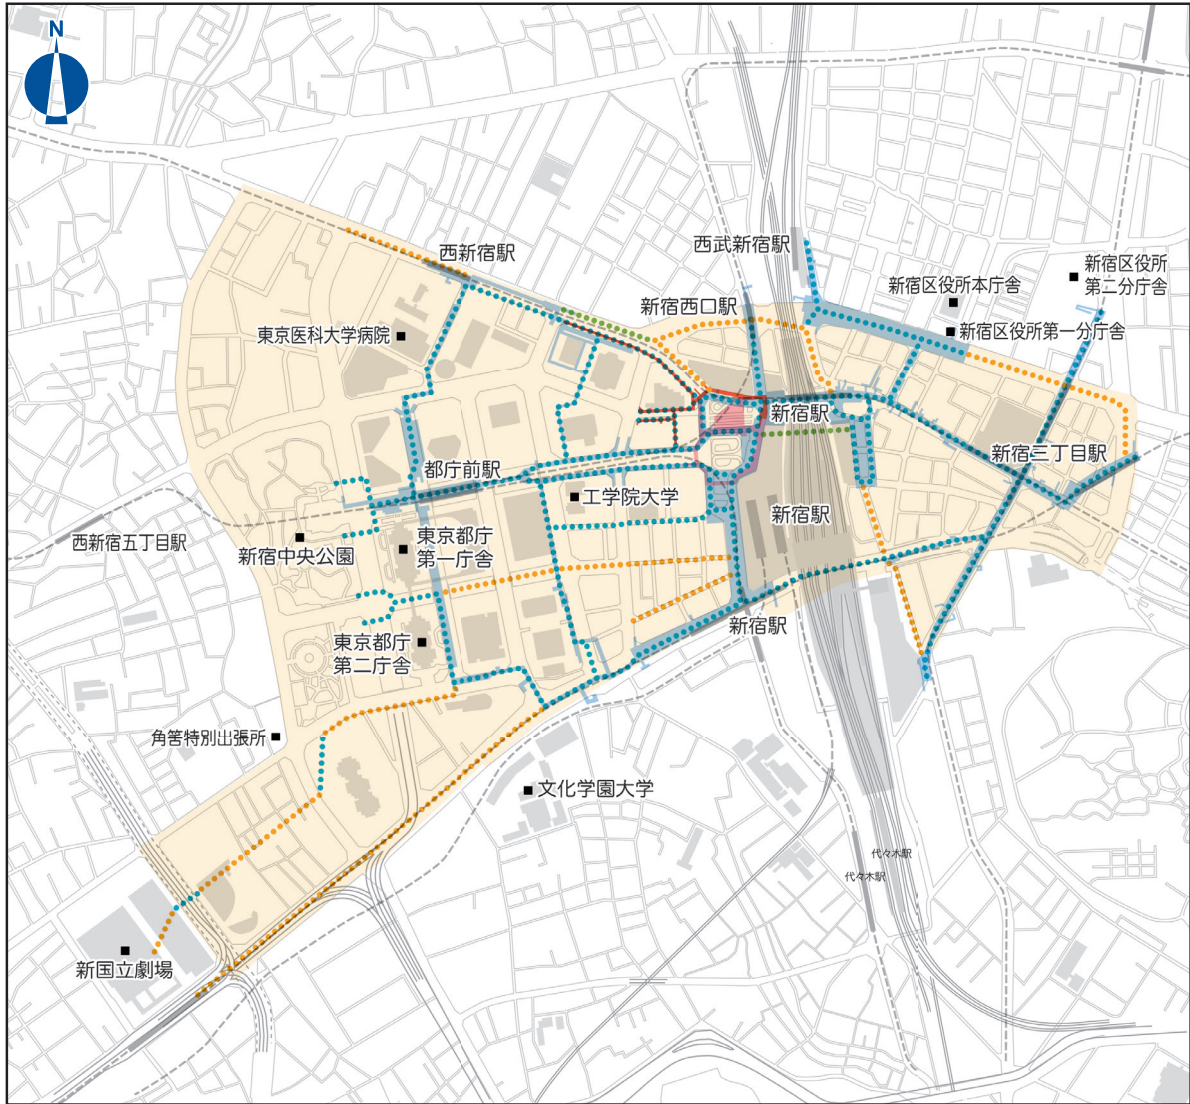 N
西新宿駅
西武新宿駅
新宿区役所
第二分庁舎
新宿区役所本庁舎
新宿西口駅
新宿区役所第一分庁舎
東京医科大学病院
新宿駅
新宿三丁目駅
都庁前駅
工学院大学
新宿駅
西新宿五丁目駅
新宿中央公園
東京都庁
第一庁舎
新宿駅
東京都庁
第二庁舎
角筈特別出張所
文化学園大学
代々木駅
代々木駅
新国立劇場